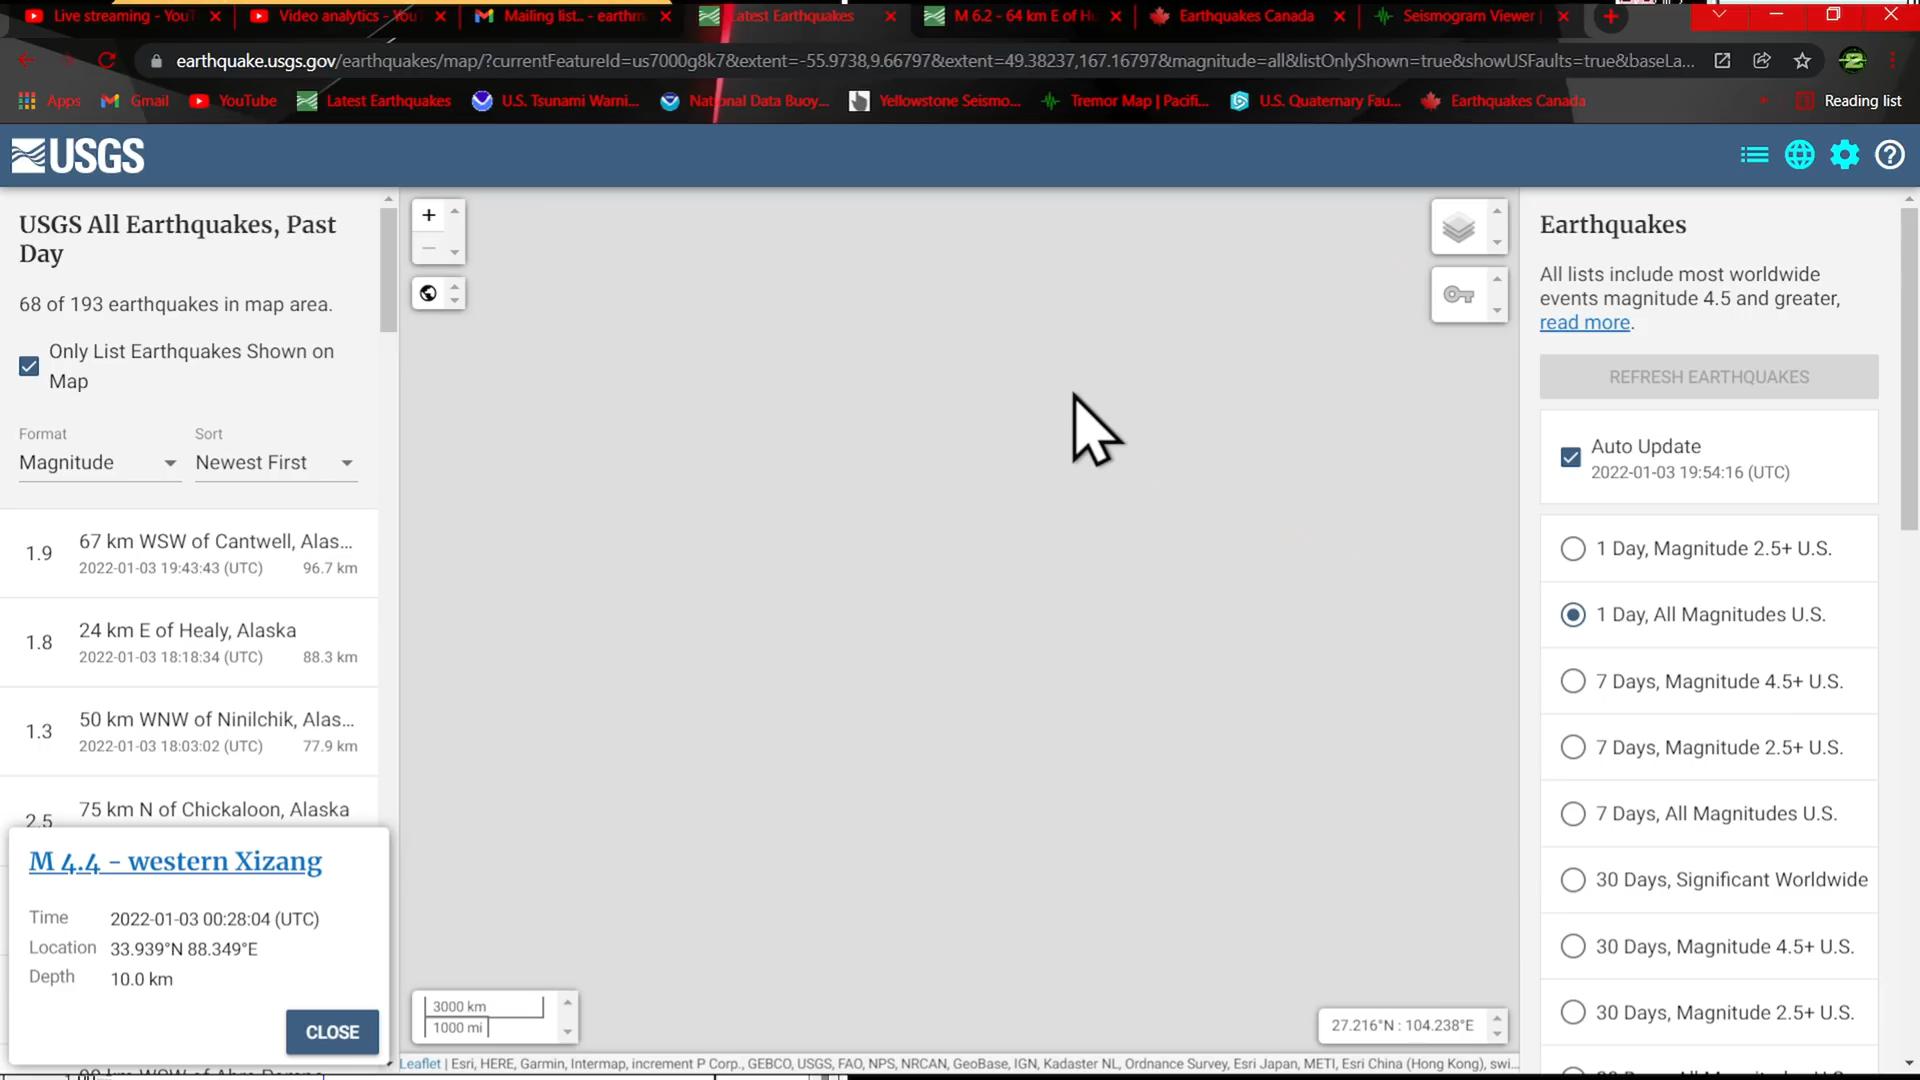 Live streaming - YouT
Video analytics - You
Mailing list.. - earthm
Latest Earthquakes
M 6.2 - 64 km E of Hu
Earthquakes Canada
Seismogram Viewer |
earthquake.usgs.gov/earthquakes/map/?currentFeatureId=us7000g8k7&extent=-55.9738,9.66797&extent=49.38237,167.16797&magnitude=all&listOnlyShown=true&showUSFaults=true&baseLa...
Apps
Gmail
YouTube
Latest Earthquakes
U.S. Tsunami Warni...
National Data Buoy...
Yellowstone Seismo...
Tremor Map | Pacifi...
U.S. Quaternary Fau...
Earthquakes Canada
Reading list
USGS
USGS All Earthquakes, Past
Day
68 of 193 earthquakes in map area.
Only List Earthquakes Shown on
Map
Format
Sort
Magnitude
Newest First
1.9
67 km WSW of Cantwell, Alas...
2022-01-03 19:43:43 (UTC)
96.7 km
1.8
24 km E of Healy, Alaska
2022-01-03 18:18:34 (UTC)
88.3 km
1.3
50 km WNW of Ninilchik, Alas...
2022-01-03 18:03:02 (UTC)
77.9 km
2.5
75 km N of Chickaloon, Alaska
M 4.4 - western Xizang
Time
2022-01-03 00:28:04 (UTC)
Location
33.939°N 88.349°E
Depth
10.0 km
CLOSE
3000 km
1000 mi
27.216°N : 104.238°E
Leaflet | Esri, HERE, Garmin, Intermap, increment P Corp., GEBCO, USGS, FAO, NPS, NRCAN, GeoBase, IGN, Kadaster NL, Ordnance Survey, Esri Japan, METI, Esri China (Hong Kong), swi...
Earthquakes
All lists include most worldwide
events magnitude 4.5 and greater,
read more.
REFRESH EARTHQUAKES
Auto Update
2022-01-03 19:54:16 (UTC)
1 Day, Magnitude 2.5+ U.S.
1 Day, All Magnitudes U.S.
7 Days, Magnitude 4.5+ U.S.
7 Days, Magnitude 2.5+ U.S.
7 Days, All Magnitudes U.S.
30 Days, Significant Worldwide
30 Days, Magnitude 4.5+ U.S.
30 Days, Magnitude 2.5+ U.S.